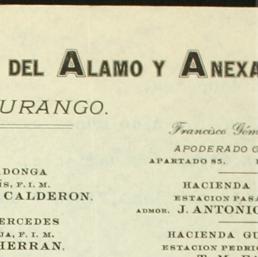 DEL ALAMO Y ANEXA
URANGO.
Francisco Góm
APODERADO G
APARTADO 85.
ADONGA
ÍS, F. I. M.
CALDERON.
HACIENDA
ESTACION PASA
ADMOR. J. ANTONIO
ERCEDES
JA, F. I. M.
HERRAN.
HACIENDA GU
ESTACION PEDRIC